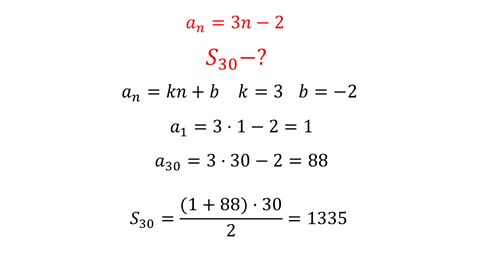 aₙ = 3n − 2
S₃₀−?
aₙ = kn + b k = 3 b = −2
a₁ = 3 · 1 − 2 = 1
a₃₀ = 3 · 30 − 2 = 88
S₃₀ = (1 + 88) · 30 / 2 = 1335